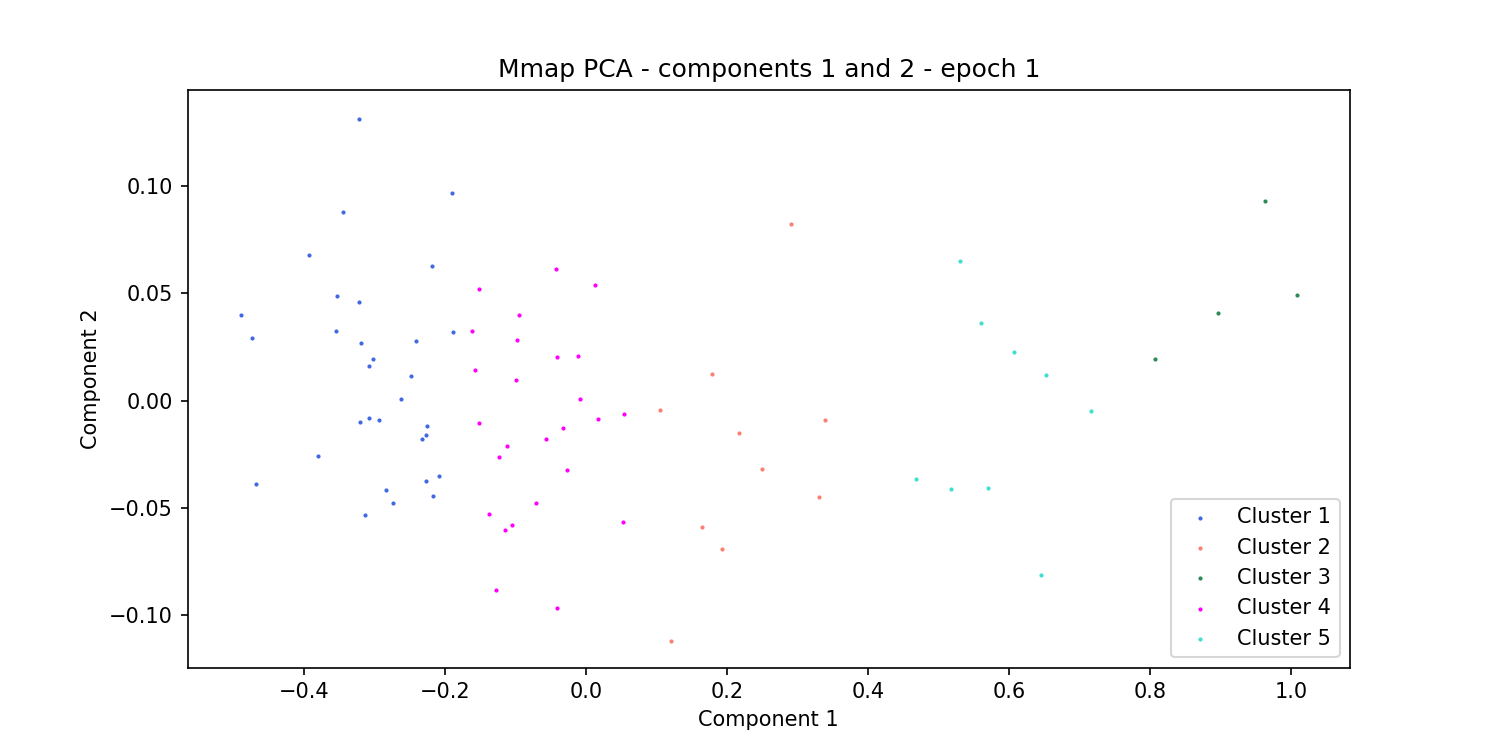 Mmap PCA - components 1 and 2 - epoch 1
Component 2
0.10
0.05
0.00
−0.05
−0.10
−0.4
−0.2
0.0
0.2
0.4
0.6
0.8
1.0
Component 1
Cluster 1
Cluster 2
Cluster 3
Cluster 4
Cluster 5